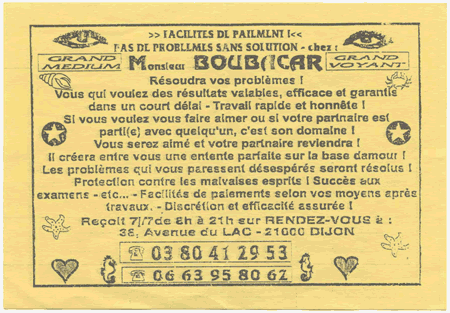 >> FACILITES DE PAIEMENT !<<
PAS DE PROBLEMES SANS SOLUTION - chez :
GRAND MEDIUM
Monsieur BOUBACAR
GRAND VOYANT
Résoudra vos problèmes !
Vous qui voulez des résultats valables, efficace et garantis
dans un court délai - Travail rapide et honnête !
Si vous voulez vous faire aimer ou si votre partnaire est
parti(e) avec quelqu'un, c'est son domaine !
Vous serez aimé et votre partnaire reviendra !
Il créera entre vous une entente parfaite sur la base d'amour !
Les problèmes qui vous paressent désespérés seront résolus !
Protection contre les malvaises esprits ! Succès aux
examens - etc... - Facilités de paiements selon vos moyens après
travaux. - Discrétion et efficacité assurée !
Reçoit 7j/7de 8h à 21h sur RENDEZ-VOUS à :
38, Avenue du LAC - 21000 DIJON
☎ 03 80 41 29 53
☎ 06 63 95 80 62